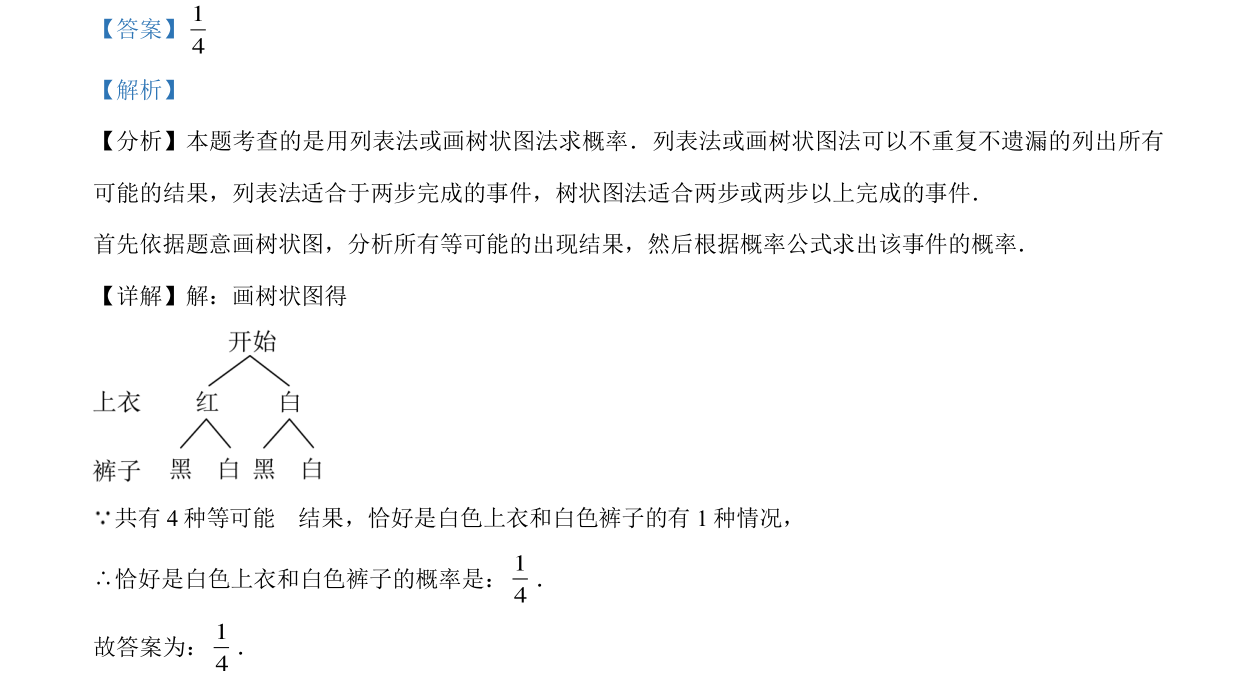 【答案】1/4
【解析】
【分析】本题考查的是用列表法或画树状图法求概率．列表法或画树状图法可以不重复不遗漏的列出所有
可能的结果，列表法适合于两步完成的事件，树状图法适合两步或两步以上完成的事件．
首先依据题意画树状图，分析所有等可能的出现结果，然后根据概率公式求出该事件的概率．
【详解】解：画树状图得
开始
上衣 红 白
裤子 黑 白 黑 白
∵共有 4 种等可能 结果，恰好是白色上衣和白色裤子的有 1 种情况，
∴恰好是白色上衣和白色裤子的概率是：1/4．
故答案为：1/4．